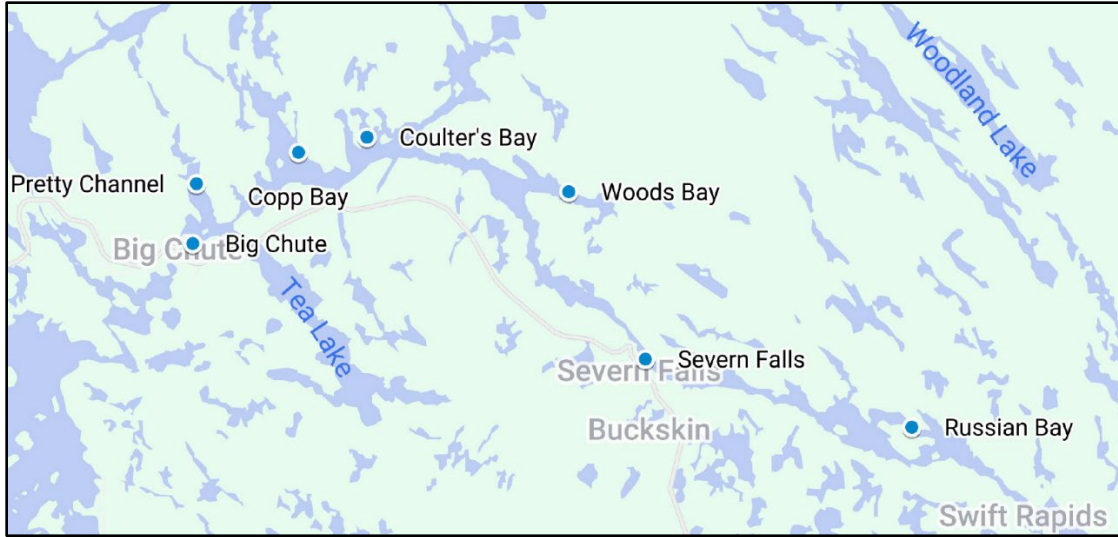 Woodland Lake
Coulter's Bay
Pretty Channel
Copp Bay
Woods Bay
Big Chute
Big Chute
Tea Lake
Severn Falls
Severn Falls
Buckskin
Russian Bay
Swift Rapids